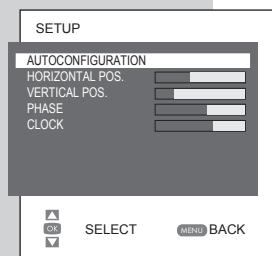 SETUP
AUTOCONFIGURATION
HORIZONTAL POS.
VERTICAL POS.
PHASE
CLOCK
OK SELECT MENU BACK